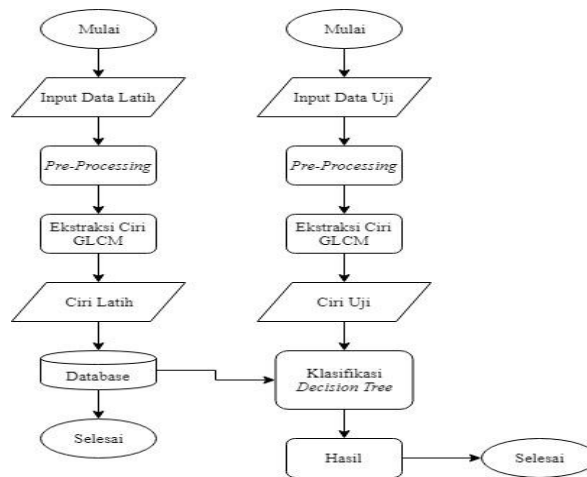 Mulai
Input Data Latih
Pre-Processing
Ekstraksi Ciri
GLCM
Ciri Latih
Database
Selesai
Mulai
Input Data Uji
Pre-Processing
Ekstraksi Ciri
GLCM
Ciri Uji
Klasifikasi
Decision Tree
Hasil
Selesai